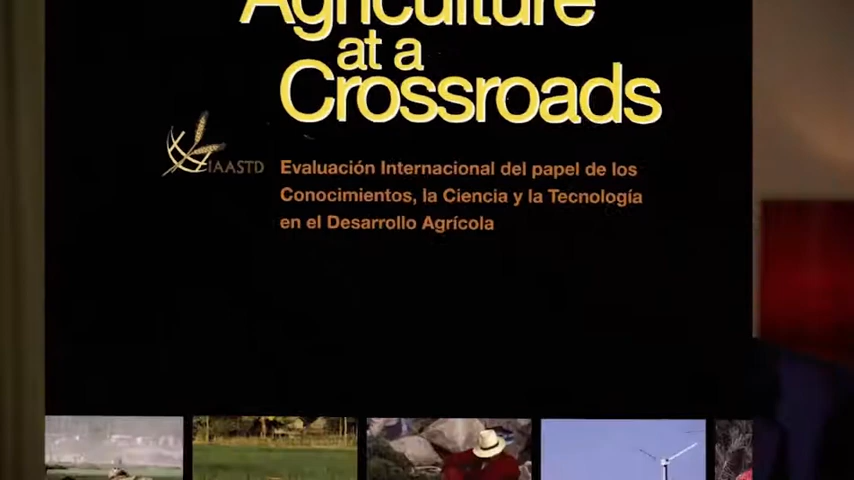 Agriculture
at a
Crossroads
IAASTD
Evaluación Internacional del papel de los
Conocimientos, la Ciencia y la Tecnología
en el Desarrollo Agrícola